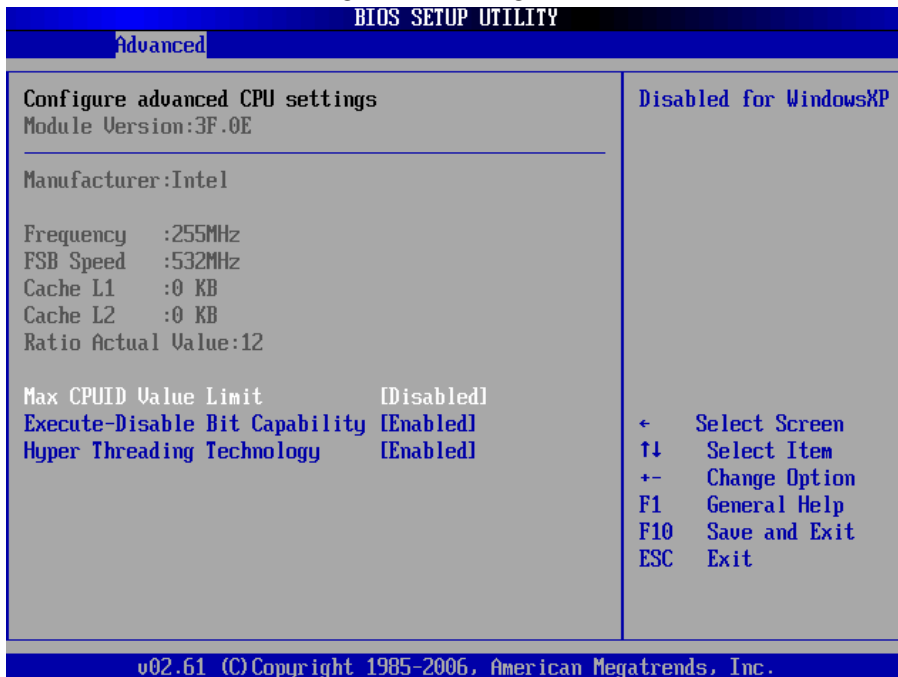 BIOS SETUP UTILITY
Advanced
Configure advanced CPU settings
Module Version:3F.0E
Manufacturer:Intel
Frequency :255MHz
FSB Speed :532MHz
Cache L1 :0 KB
Cache L2 :0 KB
Ratio Actual Value:12
Max CPUID Value Limit [Disabled]
Execute-Disable Bit Capability [Enabled]
Hyper Threading Technology [Enabled]
Disabled for WindowsXP
← Select Screen
↑↓ Select Item
+- Change Option
F1 General Help
F10 Save and Exit
ESC Exit
v02.61 (C)Copyright 1985-2006, American Megatrends, Inc.